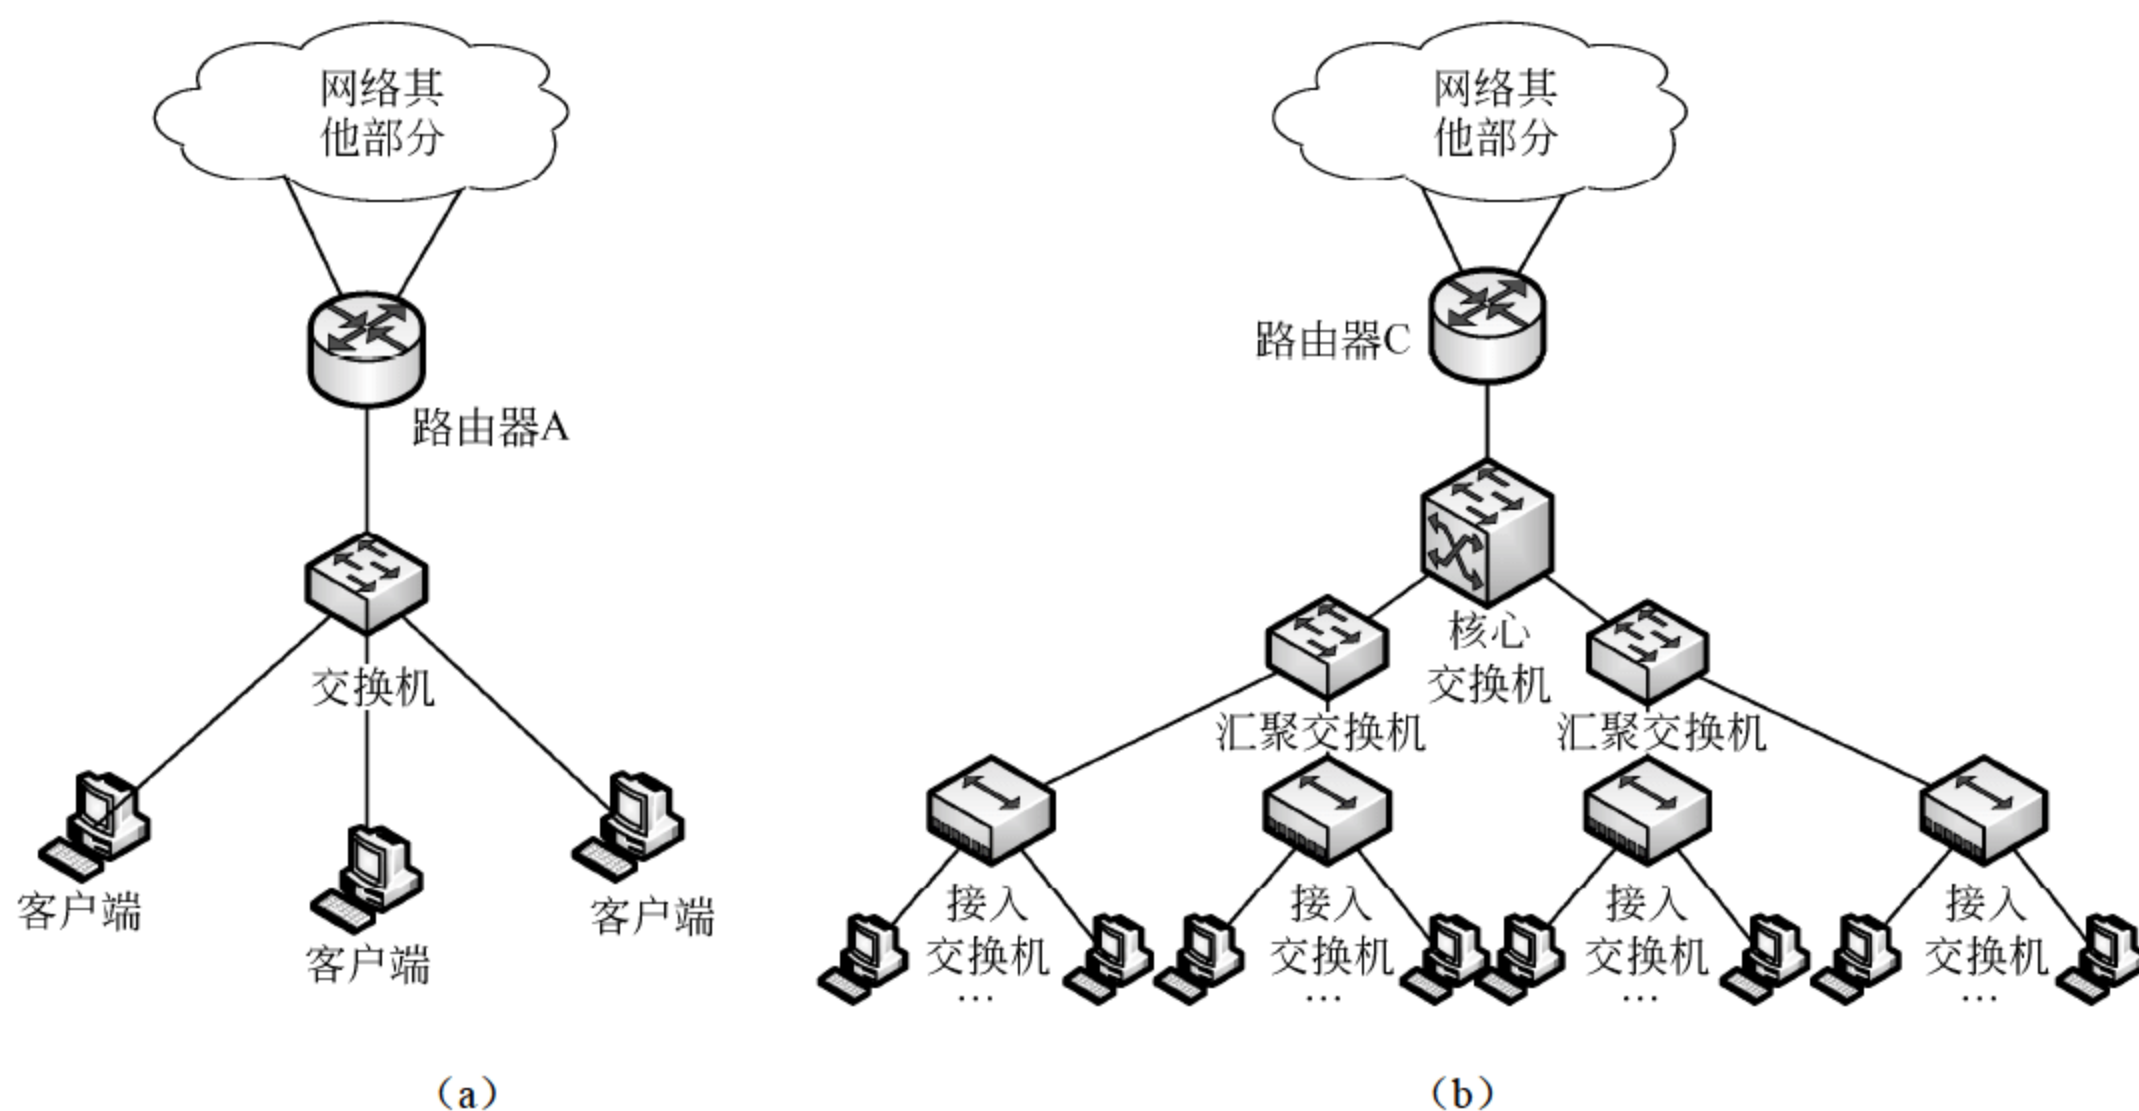 网络其
他部分
路由器A
交换机
客户端
客户端
客户端
(a)
网络其
他部分
路由器C
核心
交换机
汇聚交换机
汇聚交换机
接入
交换机
…
接入
交换机
…
接入
交换机
…
接入
交换机
…
(b)